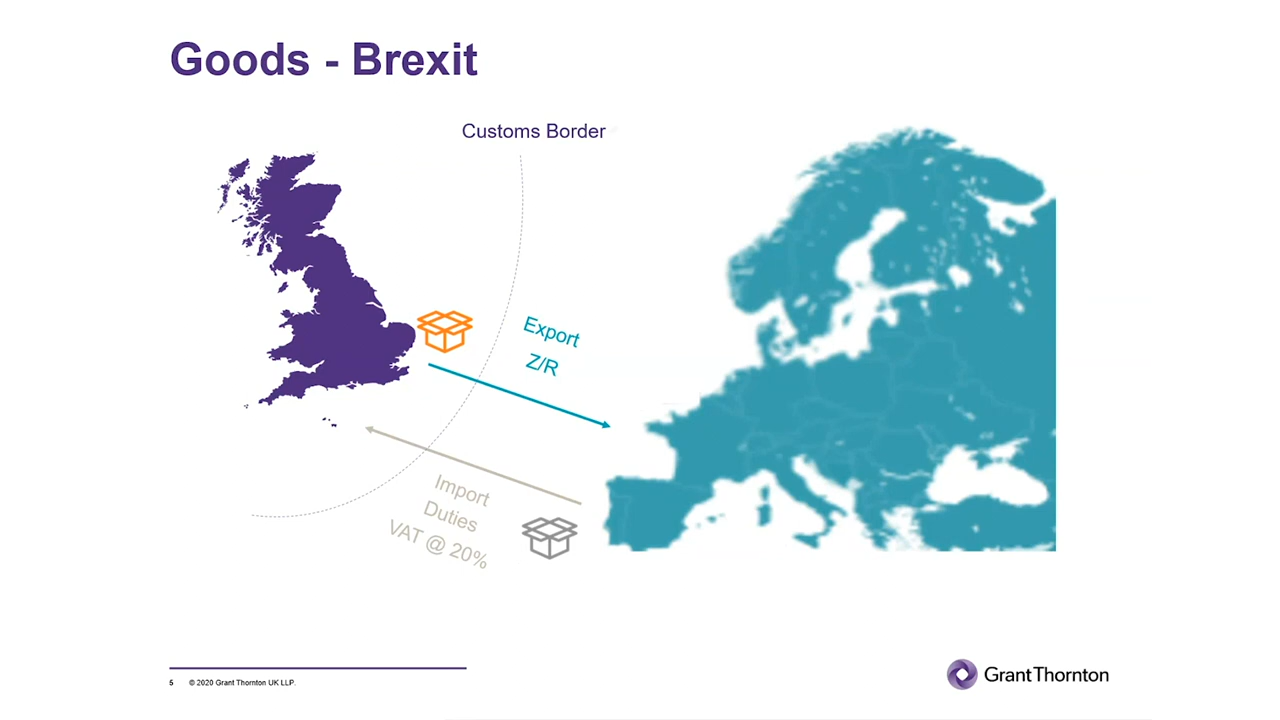 Goods - Brexit
Customs Border
Export
Z/R
Import
Duties
VAT @ 20%
5 © 2020 Grant Thornton UK LLP.
GrantThornton